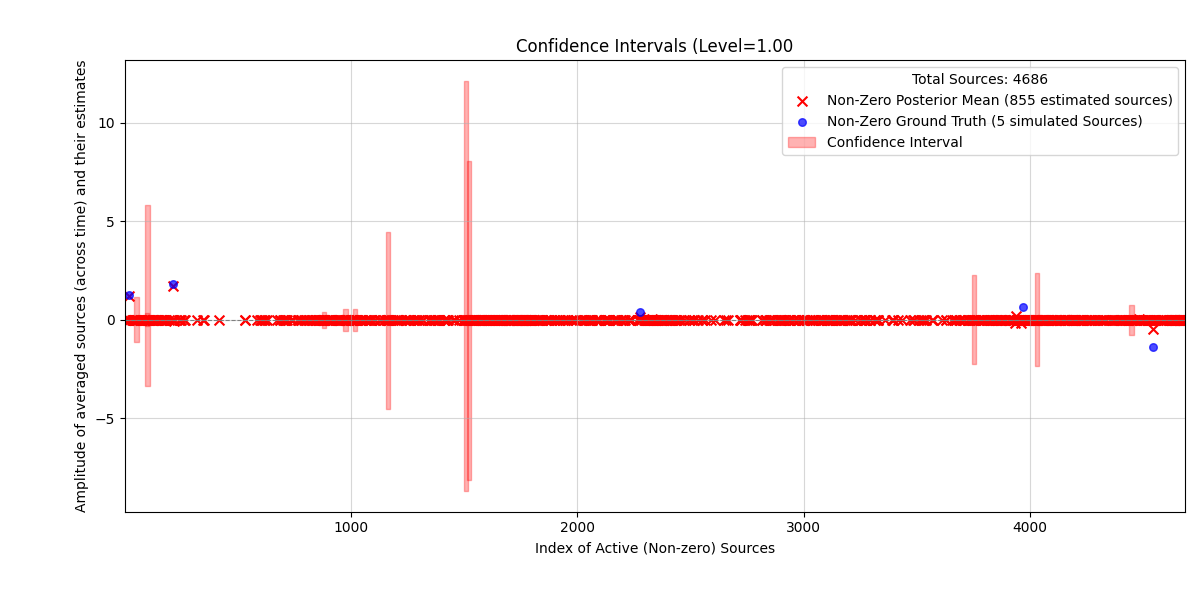 Confidence Intervals (Level=1.00
Total Sources: 4686
Non-Zero Posterior Mean (855 estimated sources)
Non-Zero Ground Truth (5 simulated Sources)
Confidence Interval
Amplitude of averaged sources (across time) and their estimates
10
5
0
−5
1000 2000 3000 4000
Index of Active (Non-zero) Sources